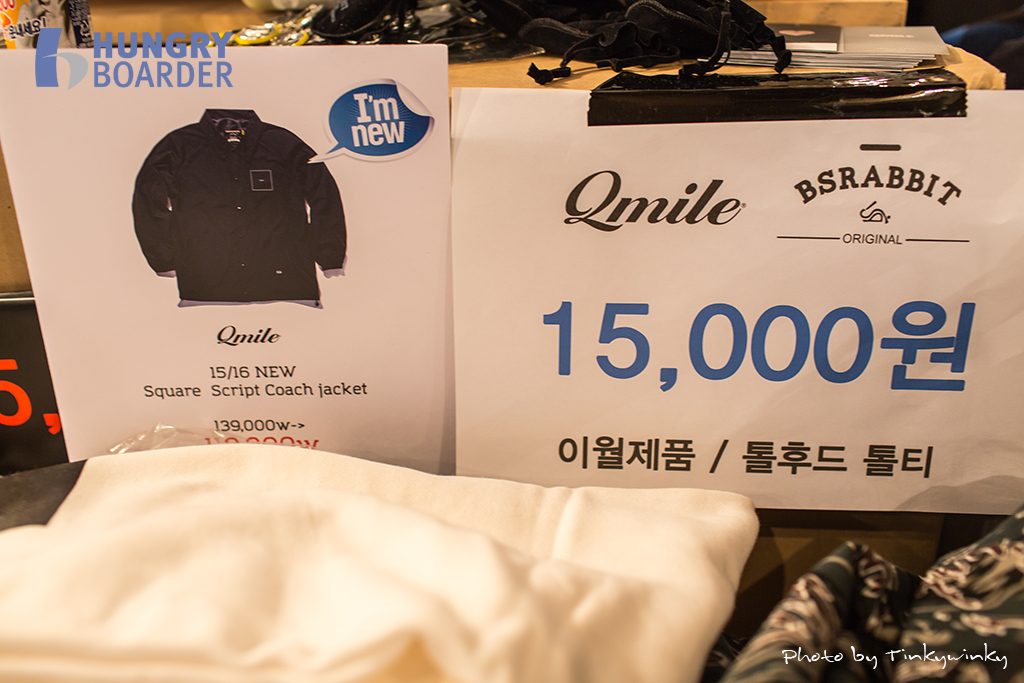 HUNGRY
BOARDER
I'm
new
Qmile
15/16 NEW
Square Script Coach jacket
139,000w->
Qmile
BSRABBIT
ORIGINAL
15,000원
이월제품 / 톨후드 톨티
Photo by Tinkywinky